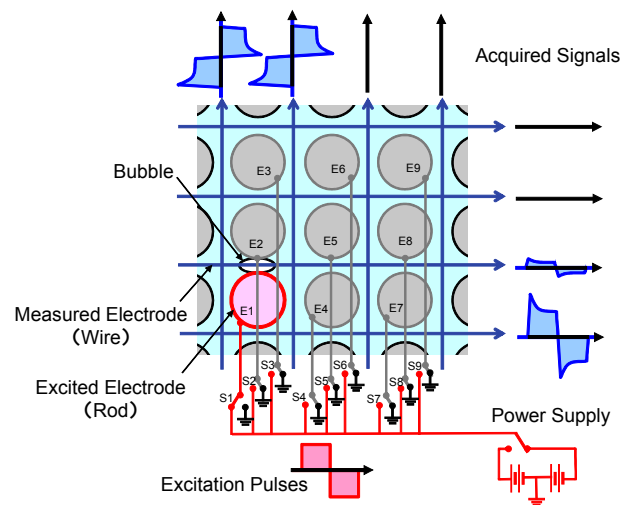 Acquired Signals
Bubble
E3
E6
E9
E2
E5
E8
Measured Electrode
(Wire)
E1
E4
E7
Excited Electrode
(Rod)
S1
S2
S3
S4
S5
S6
S7
S8
S9
Power Supply
Excitation Pulses